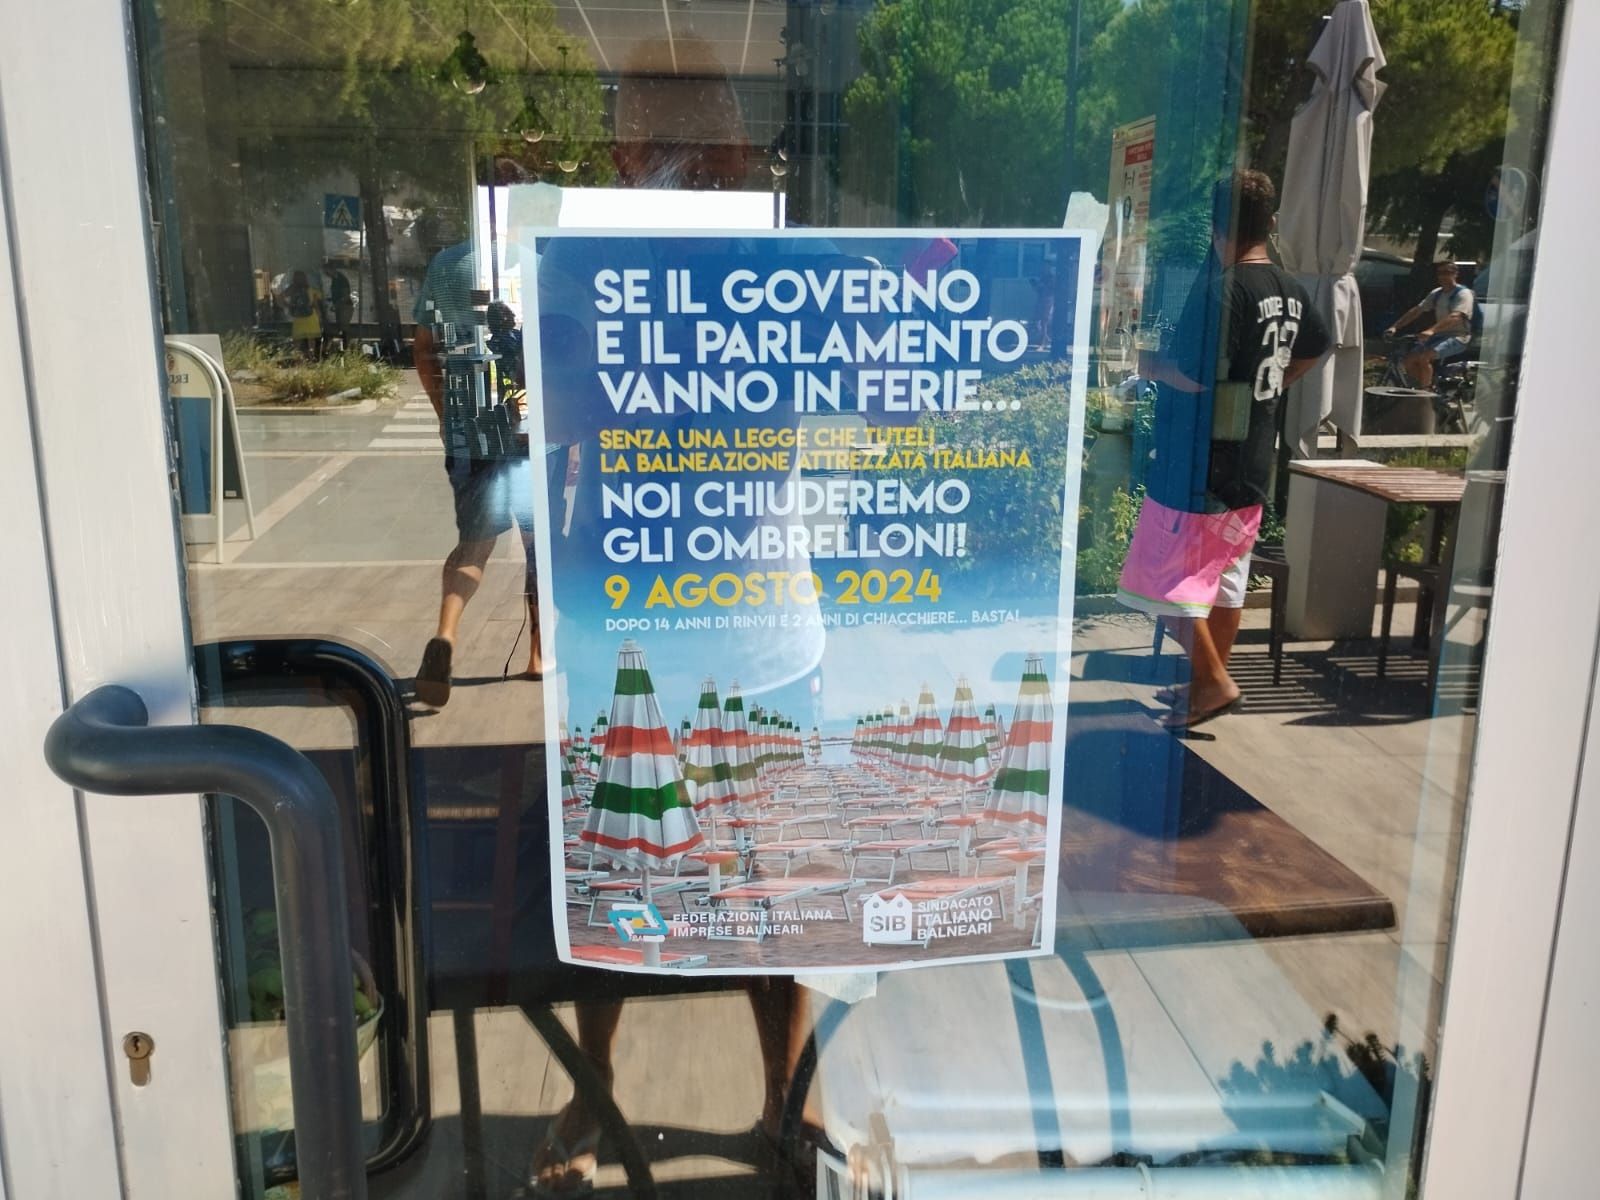 SE IL GOVERNO
E IL PARLAMENTO
VANNO IN FERIE...
SENZA UNA LEGGE CHE TUTELI
LA BALNEAZIONE ATTREZZATA ITALIANA
NOI CHIUDEREMO
GLI OMBRELLONI!
9 AGOSTO 2024
DOPO 14 ANNI DI RINVII E 2 ANNI DI CHIACCHIERE... BASTA!
FEDERAZIONE ITALIANA
IMPRESE BALNEARI
SIB
SINDACATO
ITALIANO
BALNEARI